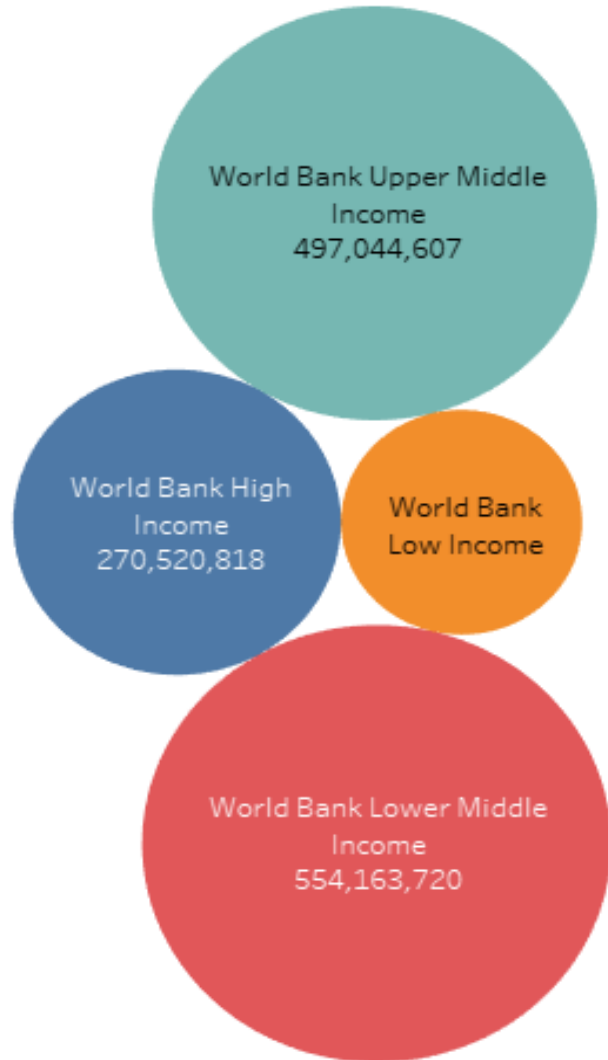 World Bank Upper Middle
Income
497,044,607
World Bank High
Income
270,520,818
World Bank
Low Income
World Bank Lower Middle
Income
554,163,720